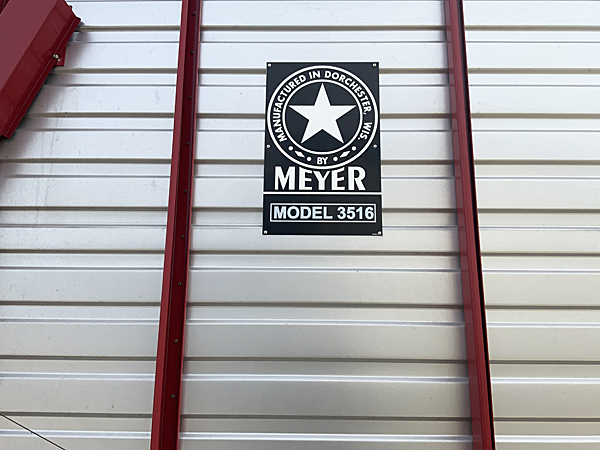 MANUFACTURED IN DORCHESTER, WIS.
BY
MEYER
MODEL 3516